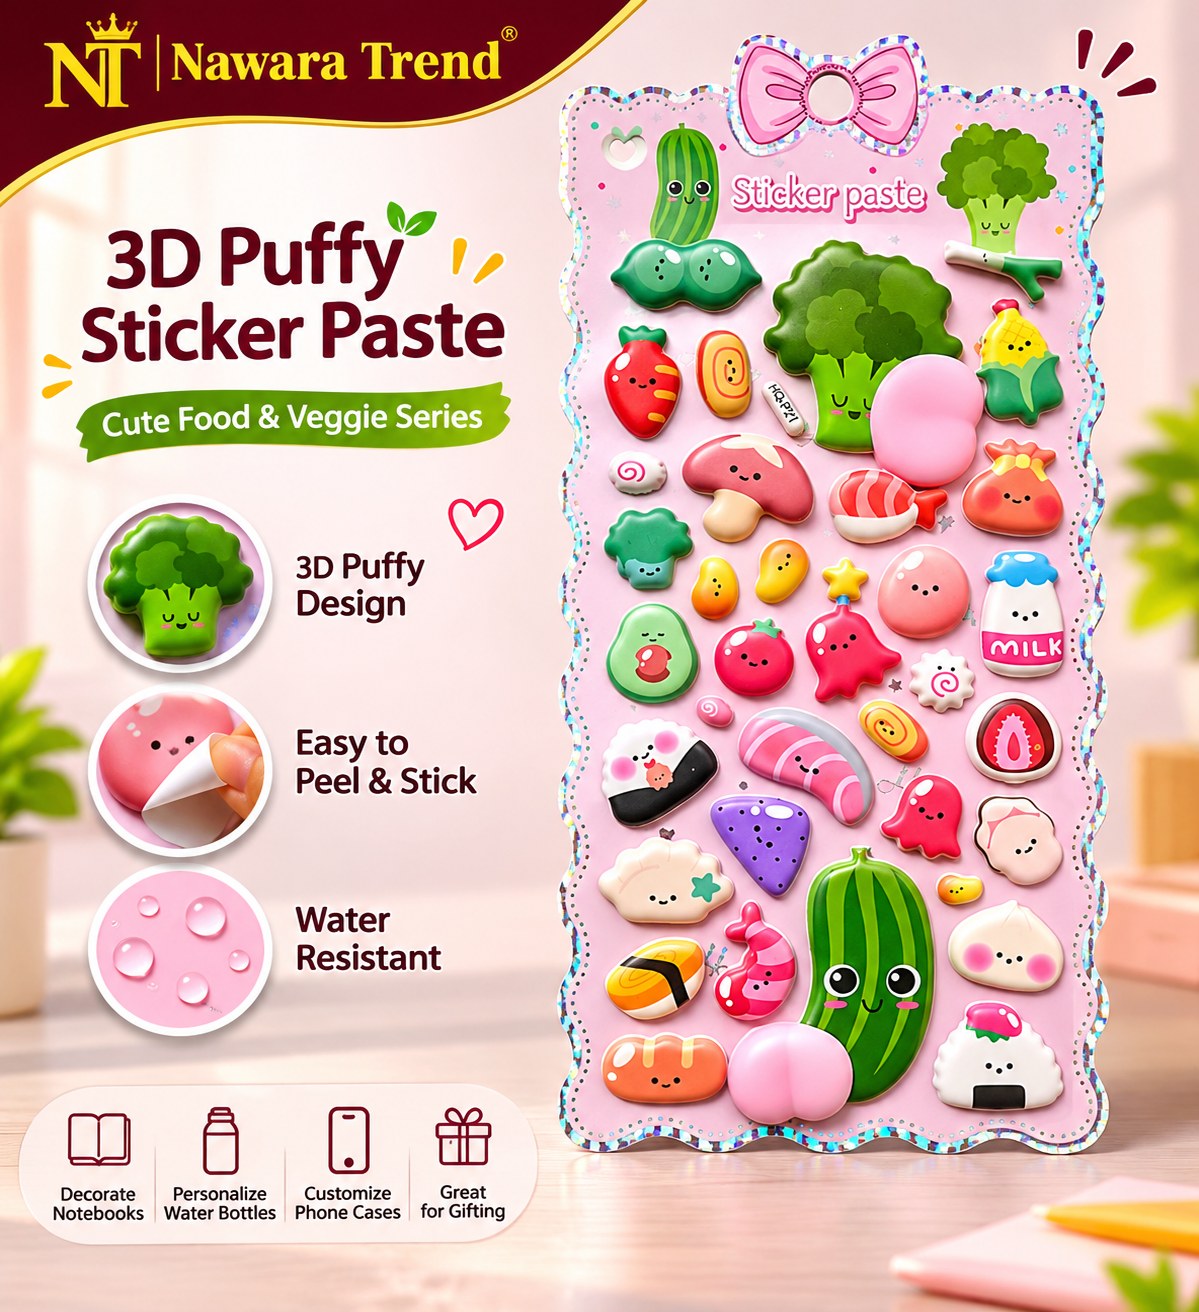 NT | Nawara Trend®
3D Puffy
Sticker Paste
Cute Food & Veggie Series
3D Puffy
Design
Easy to
Peel & Stick
Water
Resistant
Decorate
Notebooks
Personalize
Water Bottles
Customize
Phone Cases
Great
for Gifting
Sticker paste
MILK